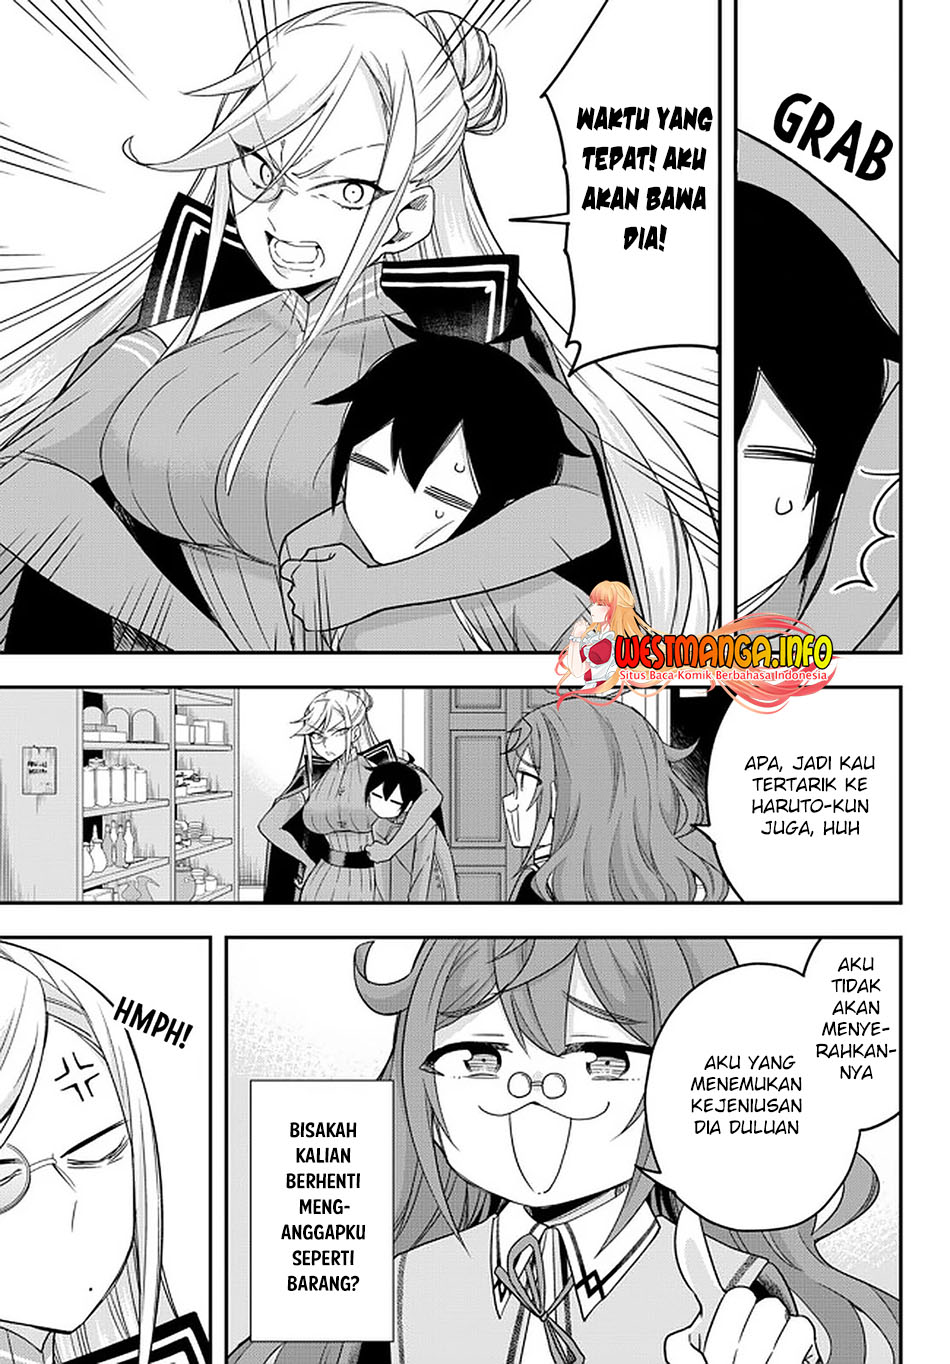 GRAB
WAKTU YANG
TEPAT! AKU
AKAN BAWA
DIA!
WESTMANGA.INFO
Situs Baca Komik Berbahasa Indonesia
APA, JADI KAU
TERTARIK KE
HARUTO-KUN
JUGA, HUH
AKU
TIDAK
AKAN
MENYE-
RAHKAN-
NYA
AKU YANG
MENEMUKAN
KEJENIUSAN
DIA DULUAN
BISAKAH
KALIAN
BERHENTI
MENG-
ANGGAPKU
SEPERTI
BARANG?
HMPH!